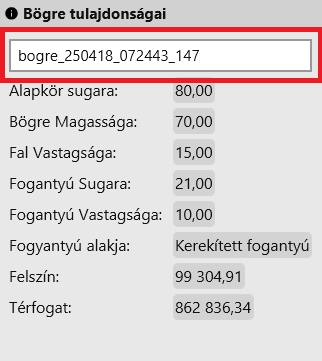 Bögre tulajdonságai
bogre_250418_072443_147
Alapkör sugara: 80,00
Bögre Magassága: 70,00
Fal Vastagsága: 15,00
Fogantyú Sugara: 21,00
Fogantyú Vastagsága: 10,00
Fogyantyú alakja: Kerekített fogantyú
Felszín: 99 304,91
Térfogat: 862 836,34